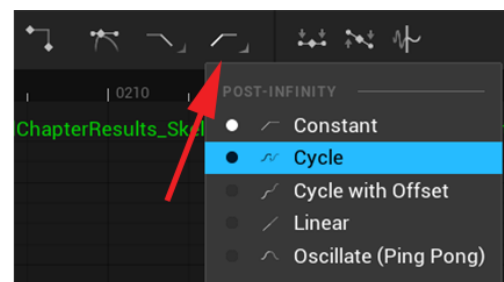 0210
POST-INFINITY
ChapterResults_Skel
Constant
Cycle
Cycle with Offset
Linear
Oscillate (Ping Pong)